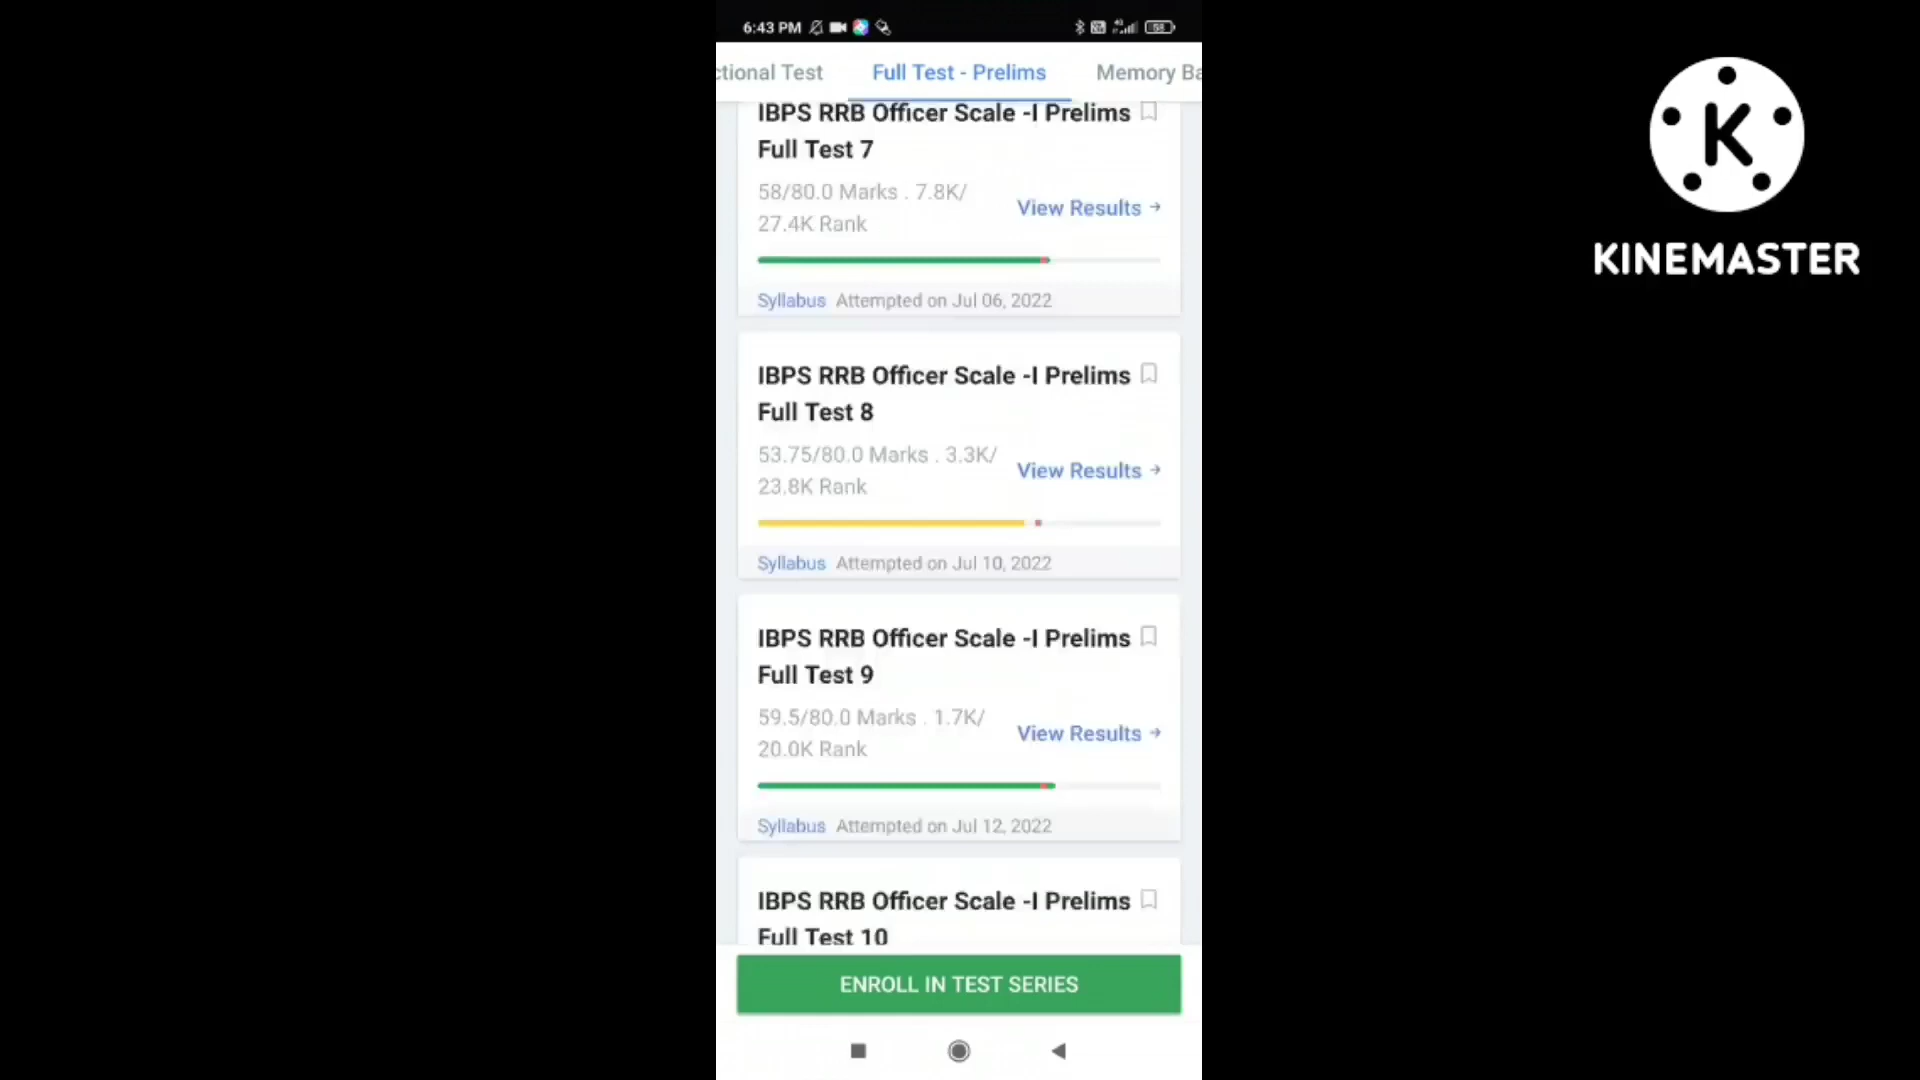 6:43 PM
58
ctional Test Full Test - Prelims Memory Ba
IBPS RRB Officer Scale -I Prelims
Full Test 7
58/80.0 Marks . 7.8K/
27.4K Rank
View Results
Syllabus Attempted on Jul 06, 2022
IBPS RRB Officer Scale -I Prelims
Full Test 8
53.75/80.0 Marks . 3.3K/
23.8K Rank
View Results
Syllabus Attempted on Jul 10, 2022
IBPS RRB Officer Scale -I Prelims
Full Test 9
59.5/80.0 Marks . 1.7K/
20.0K Rank
View Results
Syllabus Attempted on Jul 12, 2022
IBPS RRB Officer Scale -I Prelims
Full Test 10
ENROLL IN TEST SERIES
K
KINEMASTER